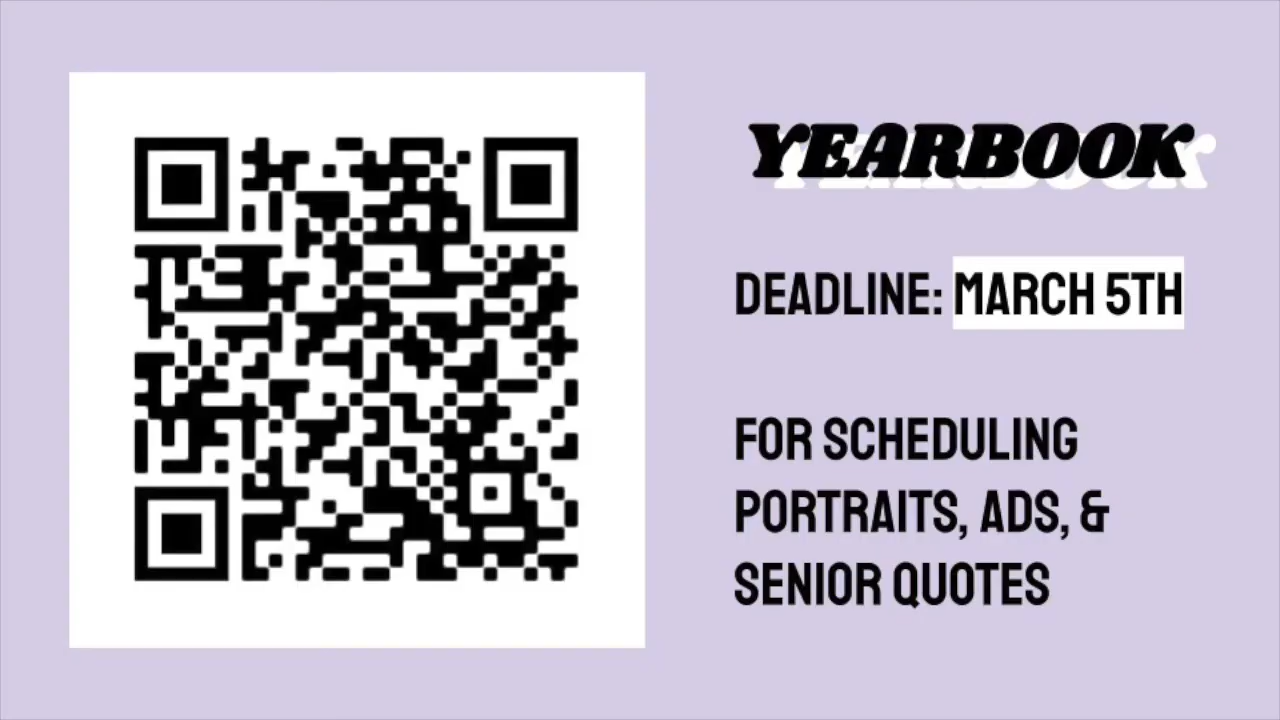 YEARBOOK
DEADLINE: MARCH 5TH
FOR SCHEDULING
PORTRAITS, ADS, &
SENIOR QUOTES